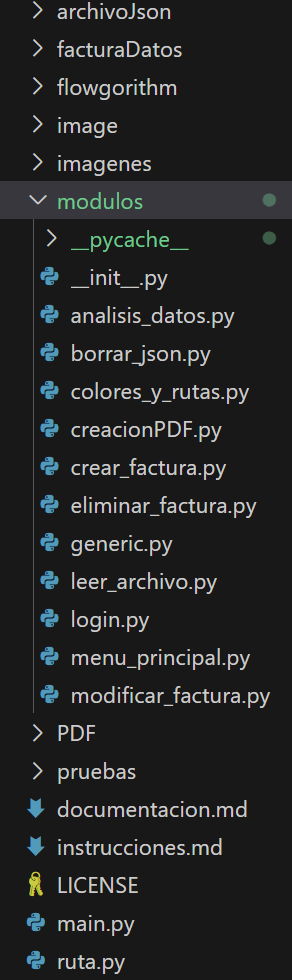 archivoJson
facturaDatos
flowgorithm
image
imagenes
modulos
__pycache__
__init__.py
analisis_datos.py
borrar_json.py
colores_y_rutas.py
creacionPDF.py
crear_factura.py
eliminar_factura.py
generic.py
leer_archivo.py
login.py
menu_principal.py
modificar_factura.py
PDF
pruebas
documentacion.md
instrucciones.md
LICENSE
main.py
ruta.py